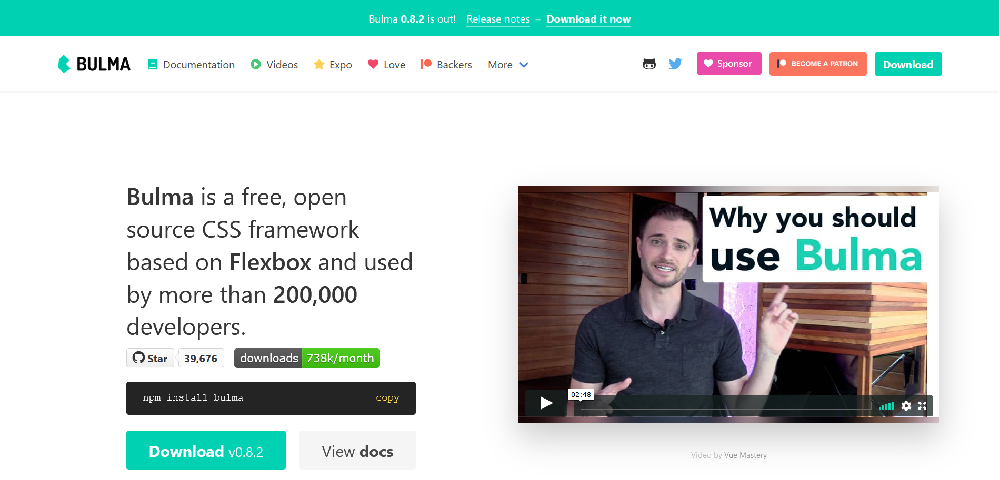 Bulma 0.8.2 is out! Release notes – Download it now
BULMA Documentation Videos Expo Love Backers More Sponsor BECOME A PATRON Download
Bulma is a free, open
source CSS framework
based on Flexbox and used
by more than 200,000
developers.
Star 39,676 downloads 738k/month
npm install bulma copy
Download v0.8.2 View docs
Why you should
use Bulma
02:48
Video by Vue Mastery